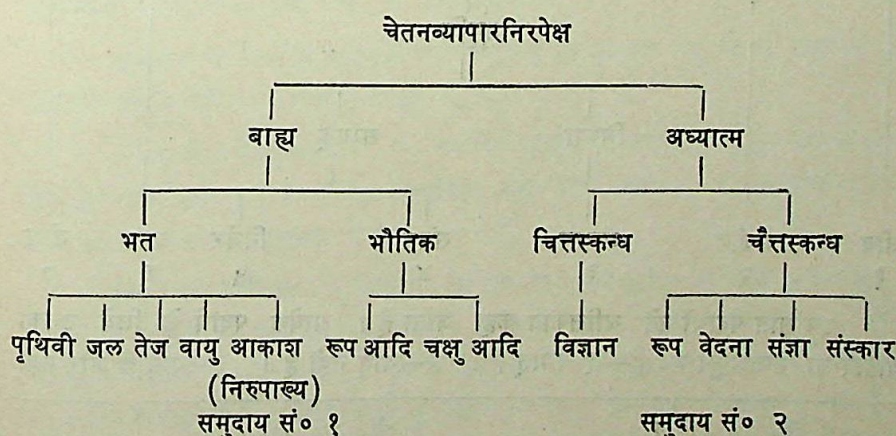 चेतनव्यापारनिरपेक्ष
बाह्य अध्यात्म
भत भौतिक चित्तस्कन्ध चैत्तस्कन्ध
पृथिवी जल तेज वायु आकाश रूप आदि चक्षु आदि विज्ञान रूप वेदना संज्ञा संस्कार
(निरुपाख्य)
समुदाय सं० १ समुदाय सं० २